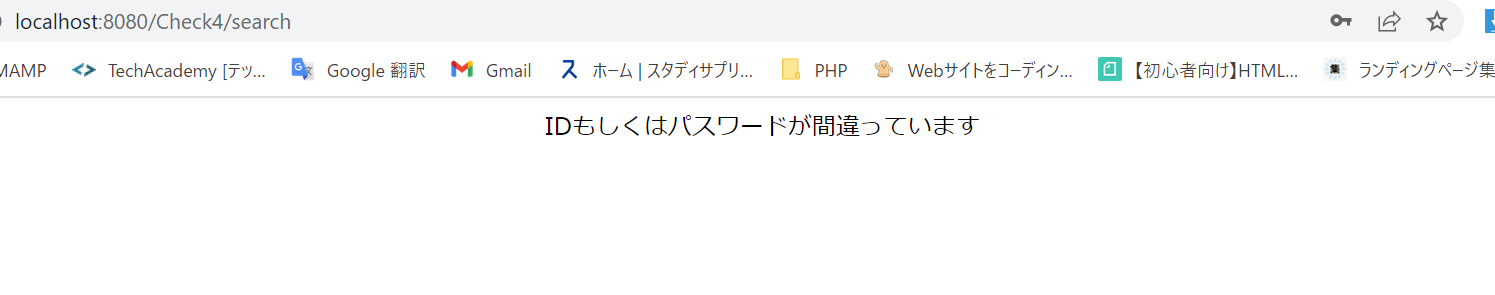 localhost:8080/Check4/search
MAMP TechAcademy [テッ... Google 翻訳 Gmail ホーム | スタディサプリ... PHP Webサイトをコーディン... 【初心者向け】HTML... 集 ランディングページ集
IDもしくはパスワードが間違っています